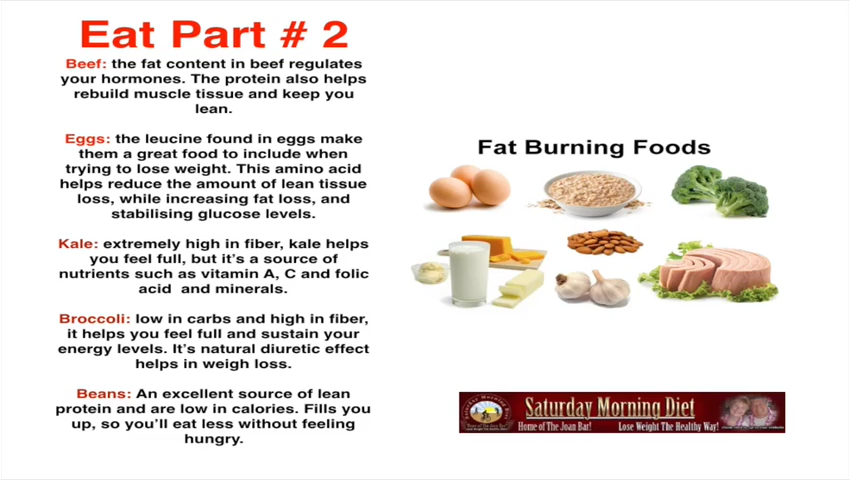 Eat Part # 2
Beef: the fat content in beef regulates
your hormones. The protein also helps
rebuild muscle tissue and keep you
lean.
Eggs: the leucine found in eggs make
them a great food to include when
trying to lose weight. This amino acid
helps reduce the amount of lean tissue
loss, while increasing fat loss, and
stabilising glucose levels.
Kale: extremely high in fiber, kale helps
you feel full, but it's a source of
nutrients such as vitamin A, C and folic
acid and minerals.
Broccoli: low in carbs and high in fiber,
it helps you feel full and sustain your
energy levels. It's natural diuretic effect
helps in weigh loss.
Beans: An excellent source of lean
protein and are low in calories. Fills you
up, so you'll eat less without feeling
hungry.
Fat Burning Foods
Saturday Morning Diet
Home of The Joan Bar!
Lose Weight The Healthy Way!